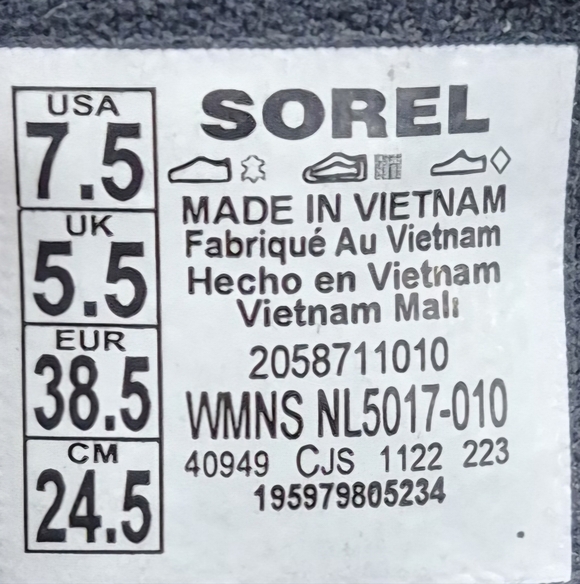 USA
7.5
UK
5.5
EUR
38.5
CM
24.5
SOREL
MADE IN VIETNAM
Fabriqué Au Vietnam
Hecho en Vietnam
Vietnam Malı
2058711010
WMNS NL5017-010
40949 CJS 1122 223
195979805234